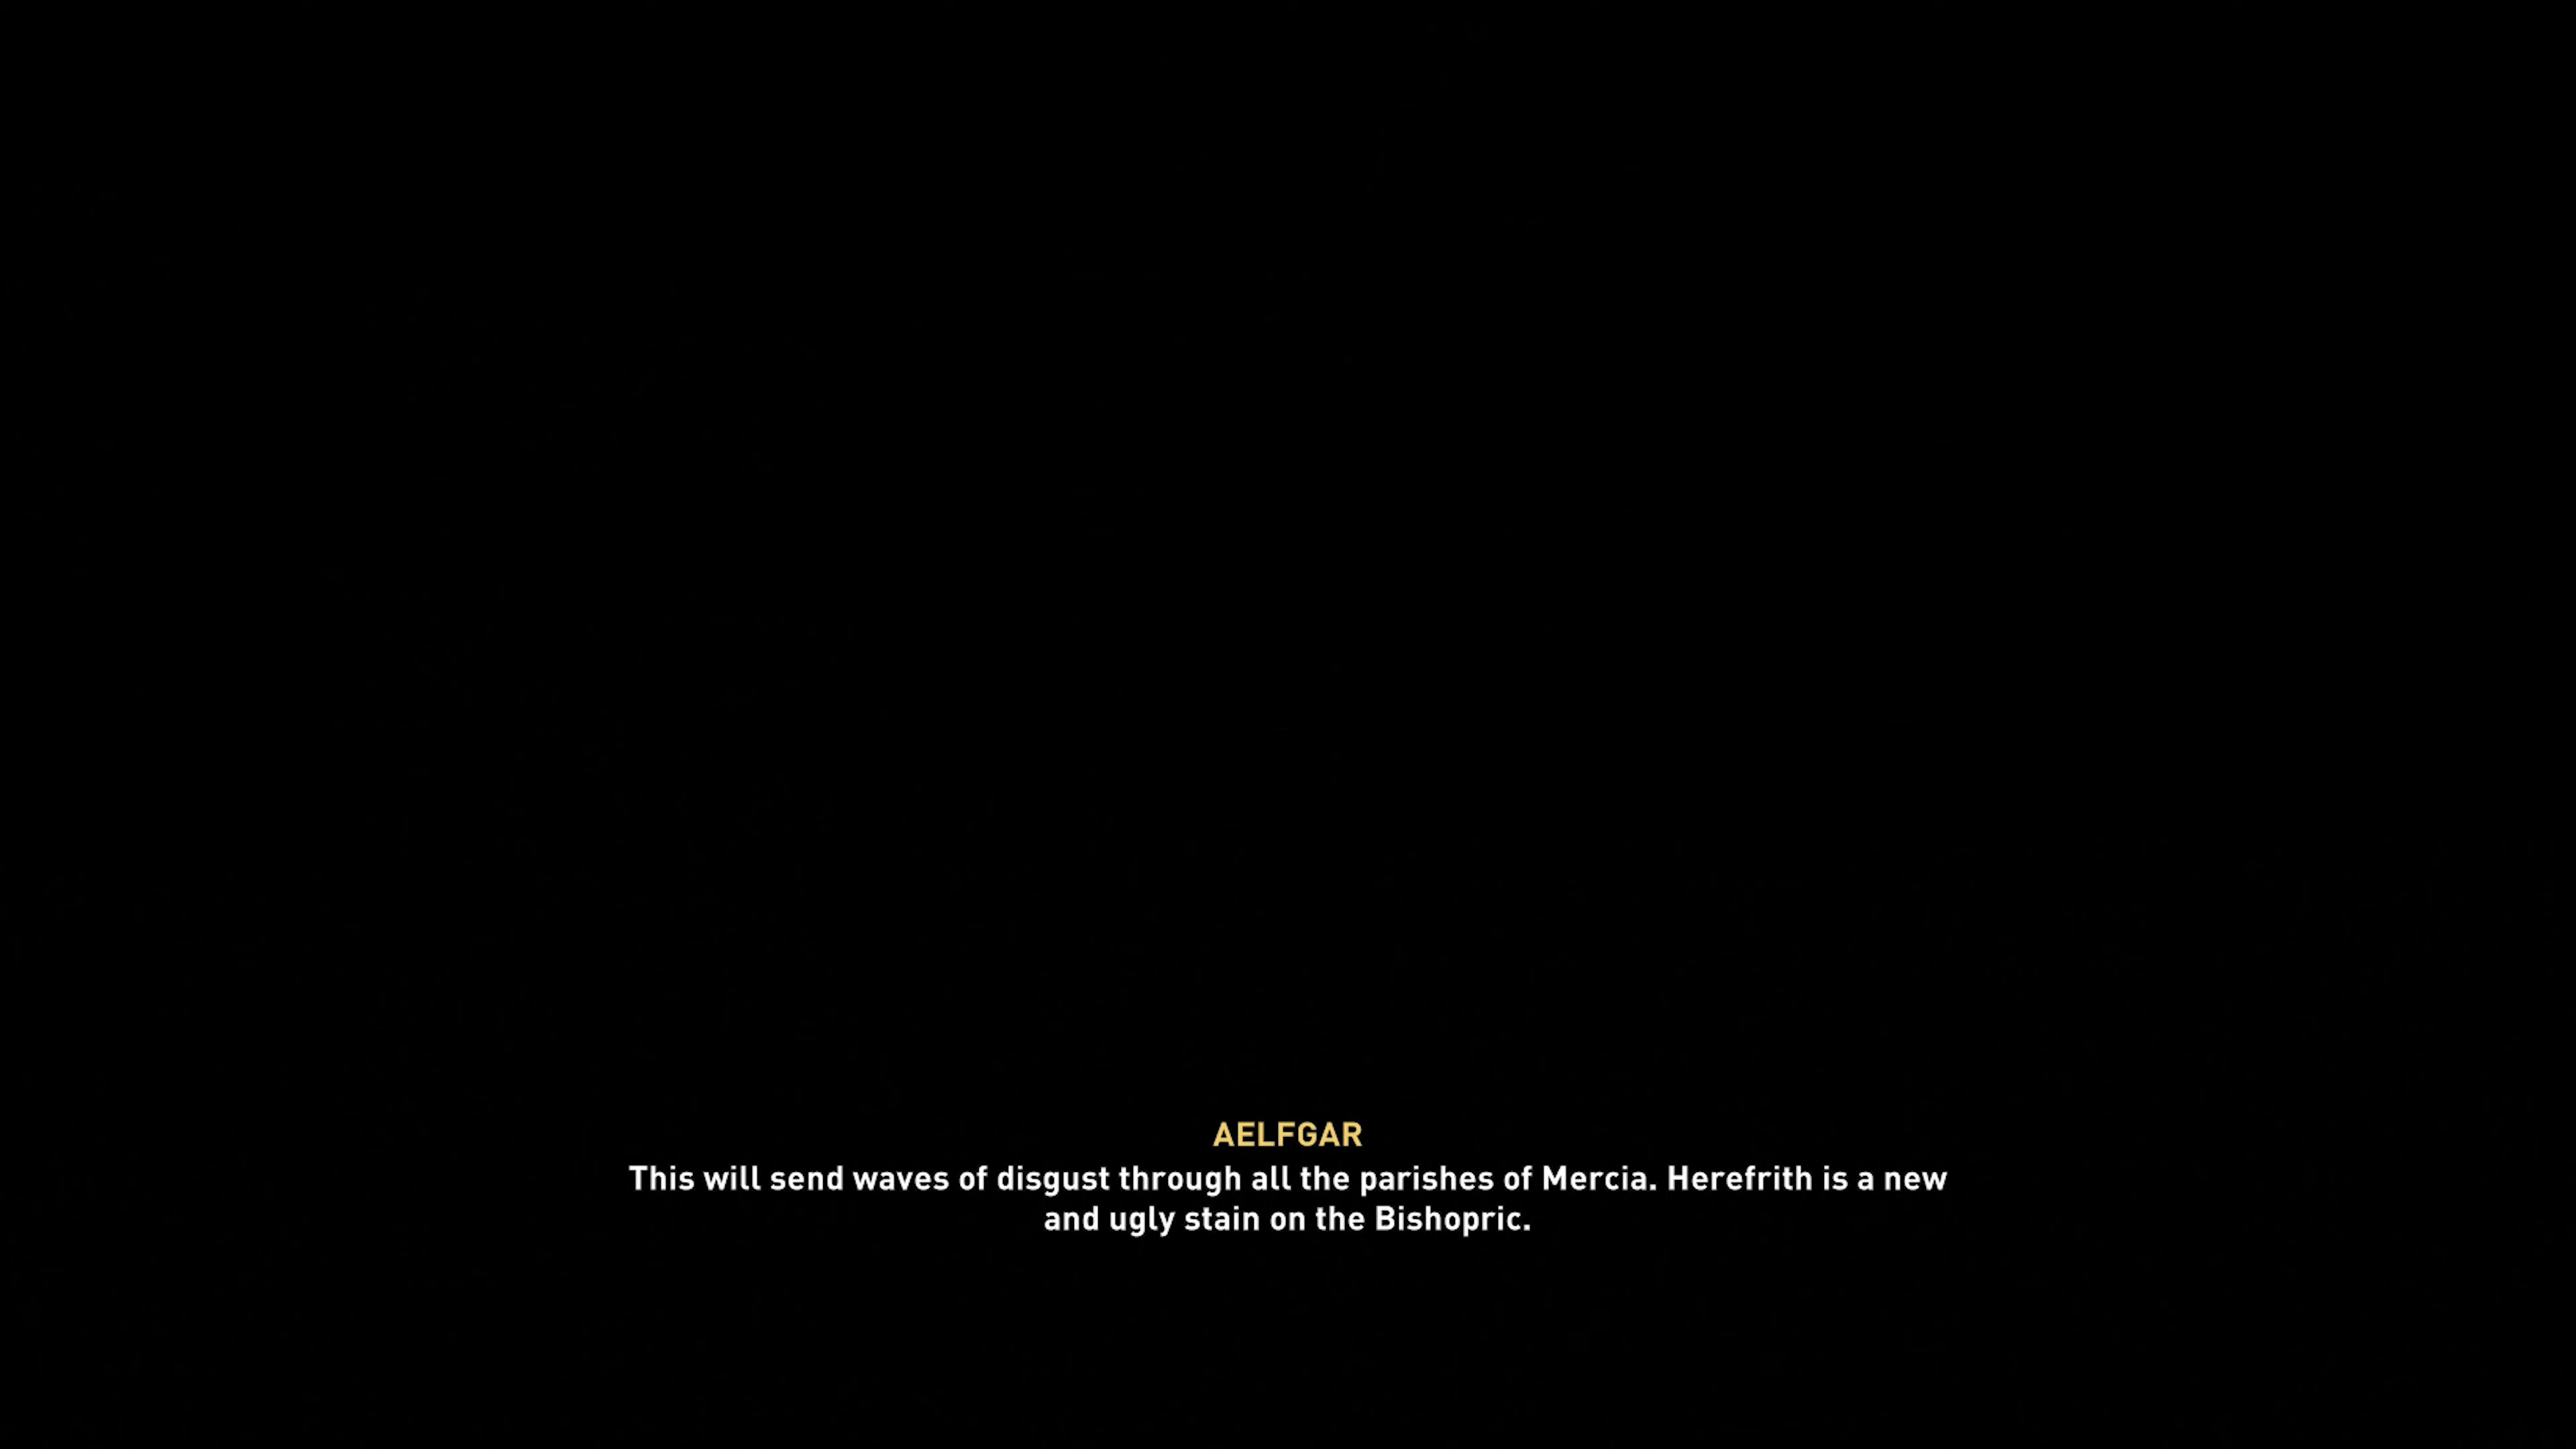 AELFGAR
This will send waves of disgust through all the parishes of Mercia. Herefrith is a new
and ugly stain on the Bishopric.